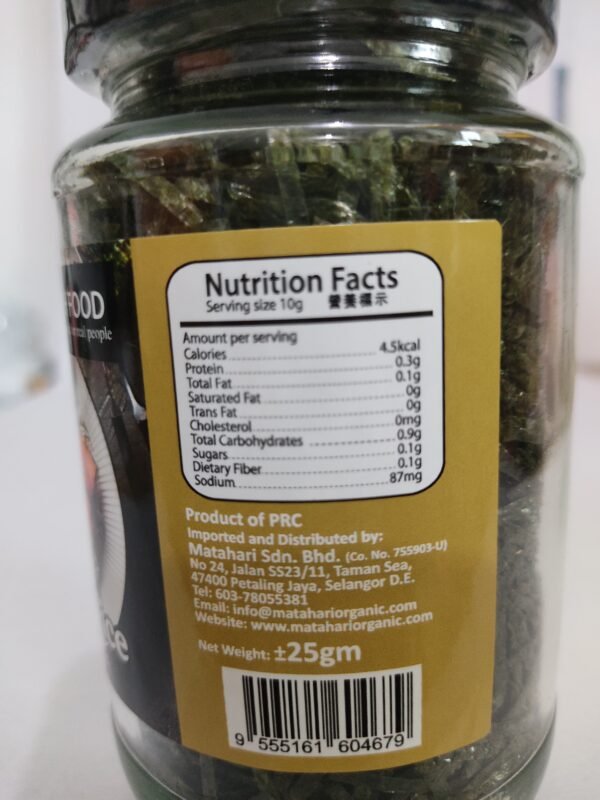 FOOD
real people
Nutrition Facts
Serving size 10g 營養標示
Amount per serving
Calories 4.5kcal
Protein 0.3g
Total Fat 0.1g
Saturated Fat 0g
Trans Fat 0g
Cholesterol 0mg
Total Carbohydrates 0.9g
Sugars 0.1g
Dietary Fiber 0.1g
Sodium 87mg
Product of PRC
Imported and Distributed by:
Matahari Sdn. Bhd. (Co. No. 755903-U)
No 24, Jalan SS23/11, Taman Sea,
47400 Petaling Jaya, Selangor D.E.
Tel: 603-78055381
Email: info@matahariorganic.com
Website: www.matahariorganic.com
Net Weight: ±25gm
9 555161 604679